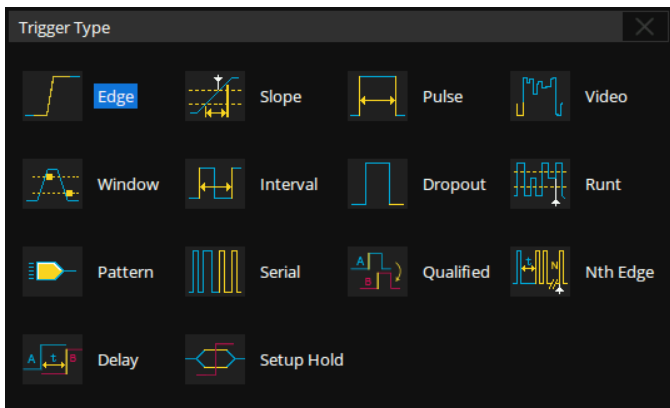 Trigger Type
Edge Slope Pulse Video
Window Interval Dropout Runt
Pattern Serial A B Qualified t N Nth Edge
A t B Delay Setup Hold